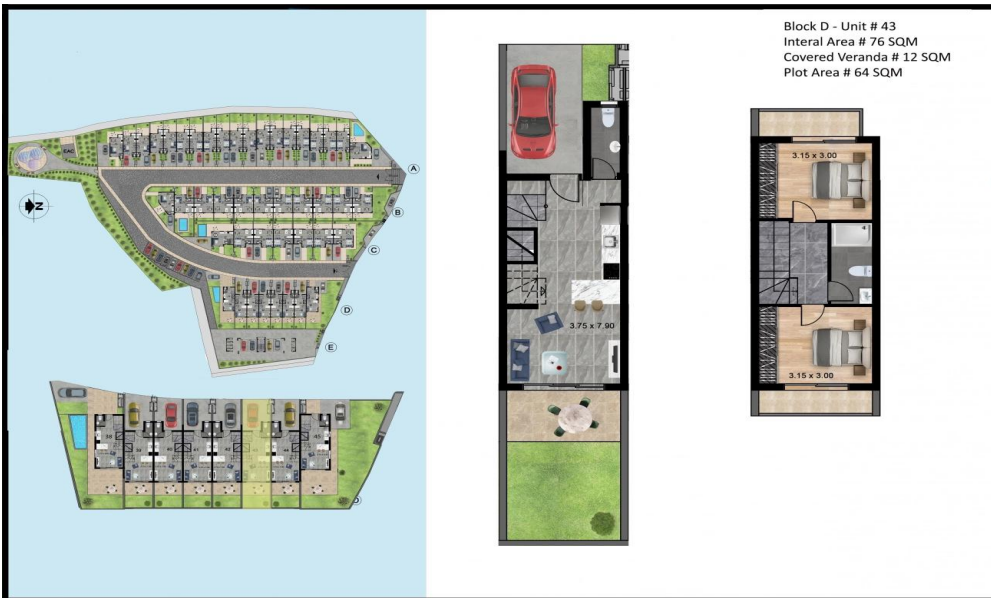 Block D - Unit # 43
Interal Area # 76 SQM
Covered Veranda # 12 SQM
Plot Area # 64 SQM
A
B
C
D
E
N
3.75 x 7.90
3.15 x 3.00
3.15 x 3.00
45